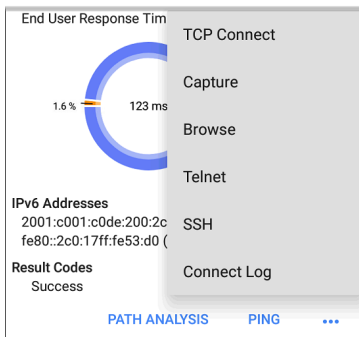 End User Response Tim
1.6 %
123 ms
IPv6 Addresses
2001:c001:c0de:200:2c
fe80::2c0:17ff:fe53:d0 (
Result Codes
Success
TCP Connect
Capture
Browse
Telnet
SSH
Connect Log
PATH ANALYSIS
PING